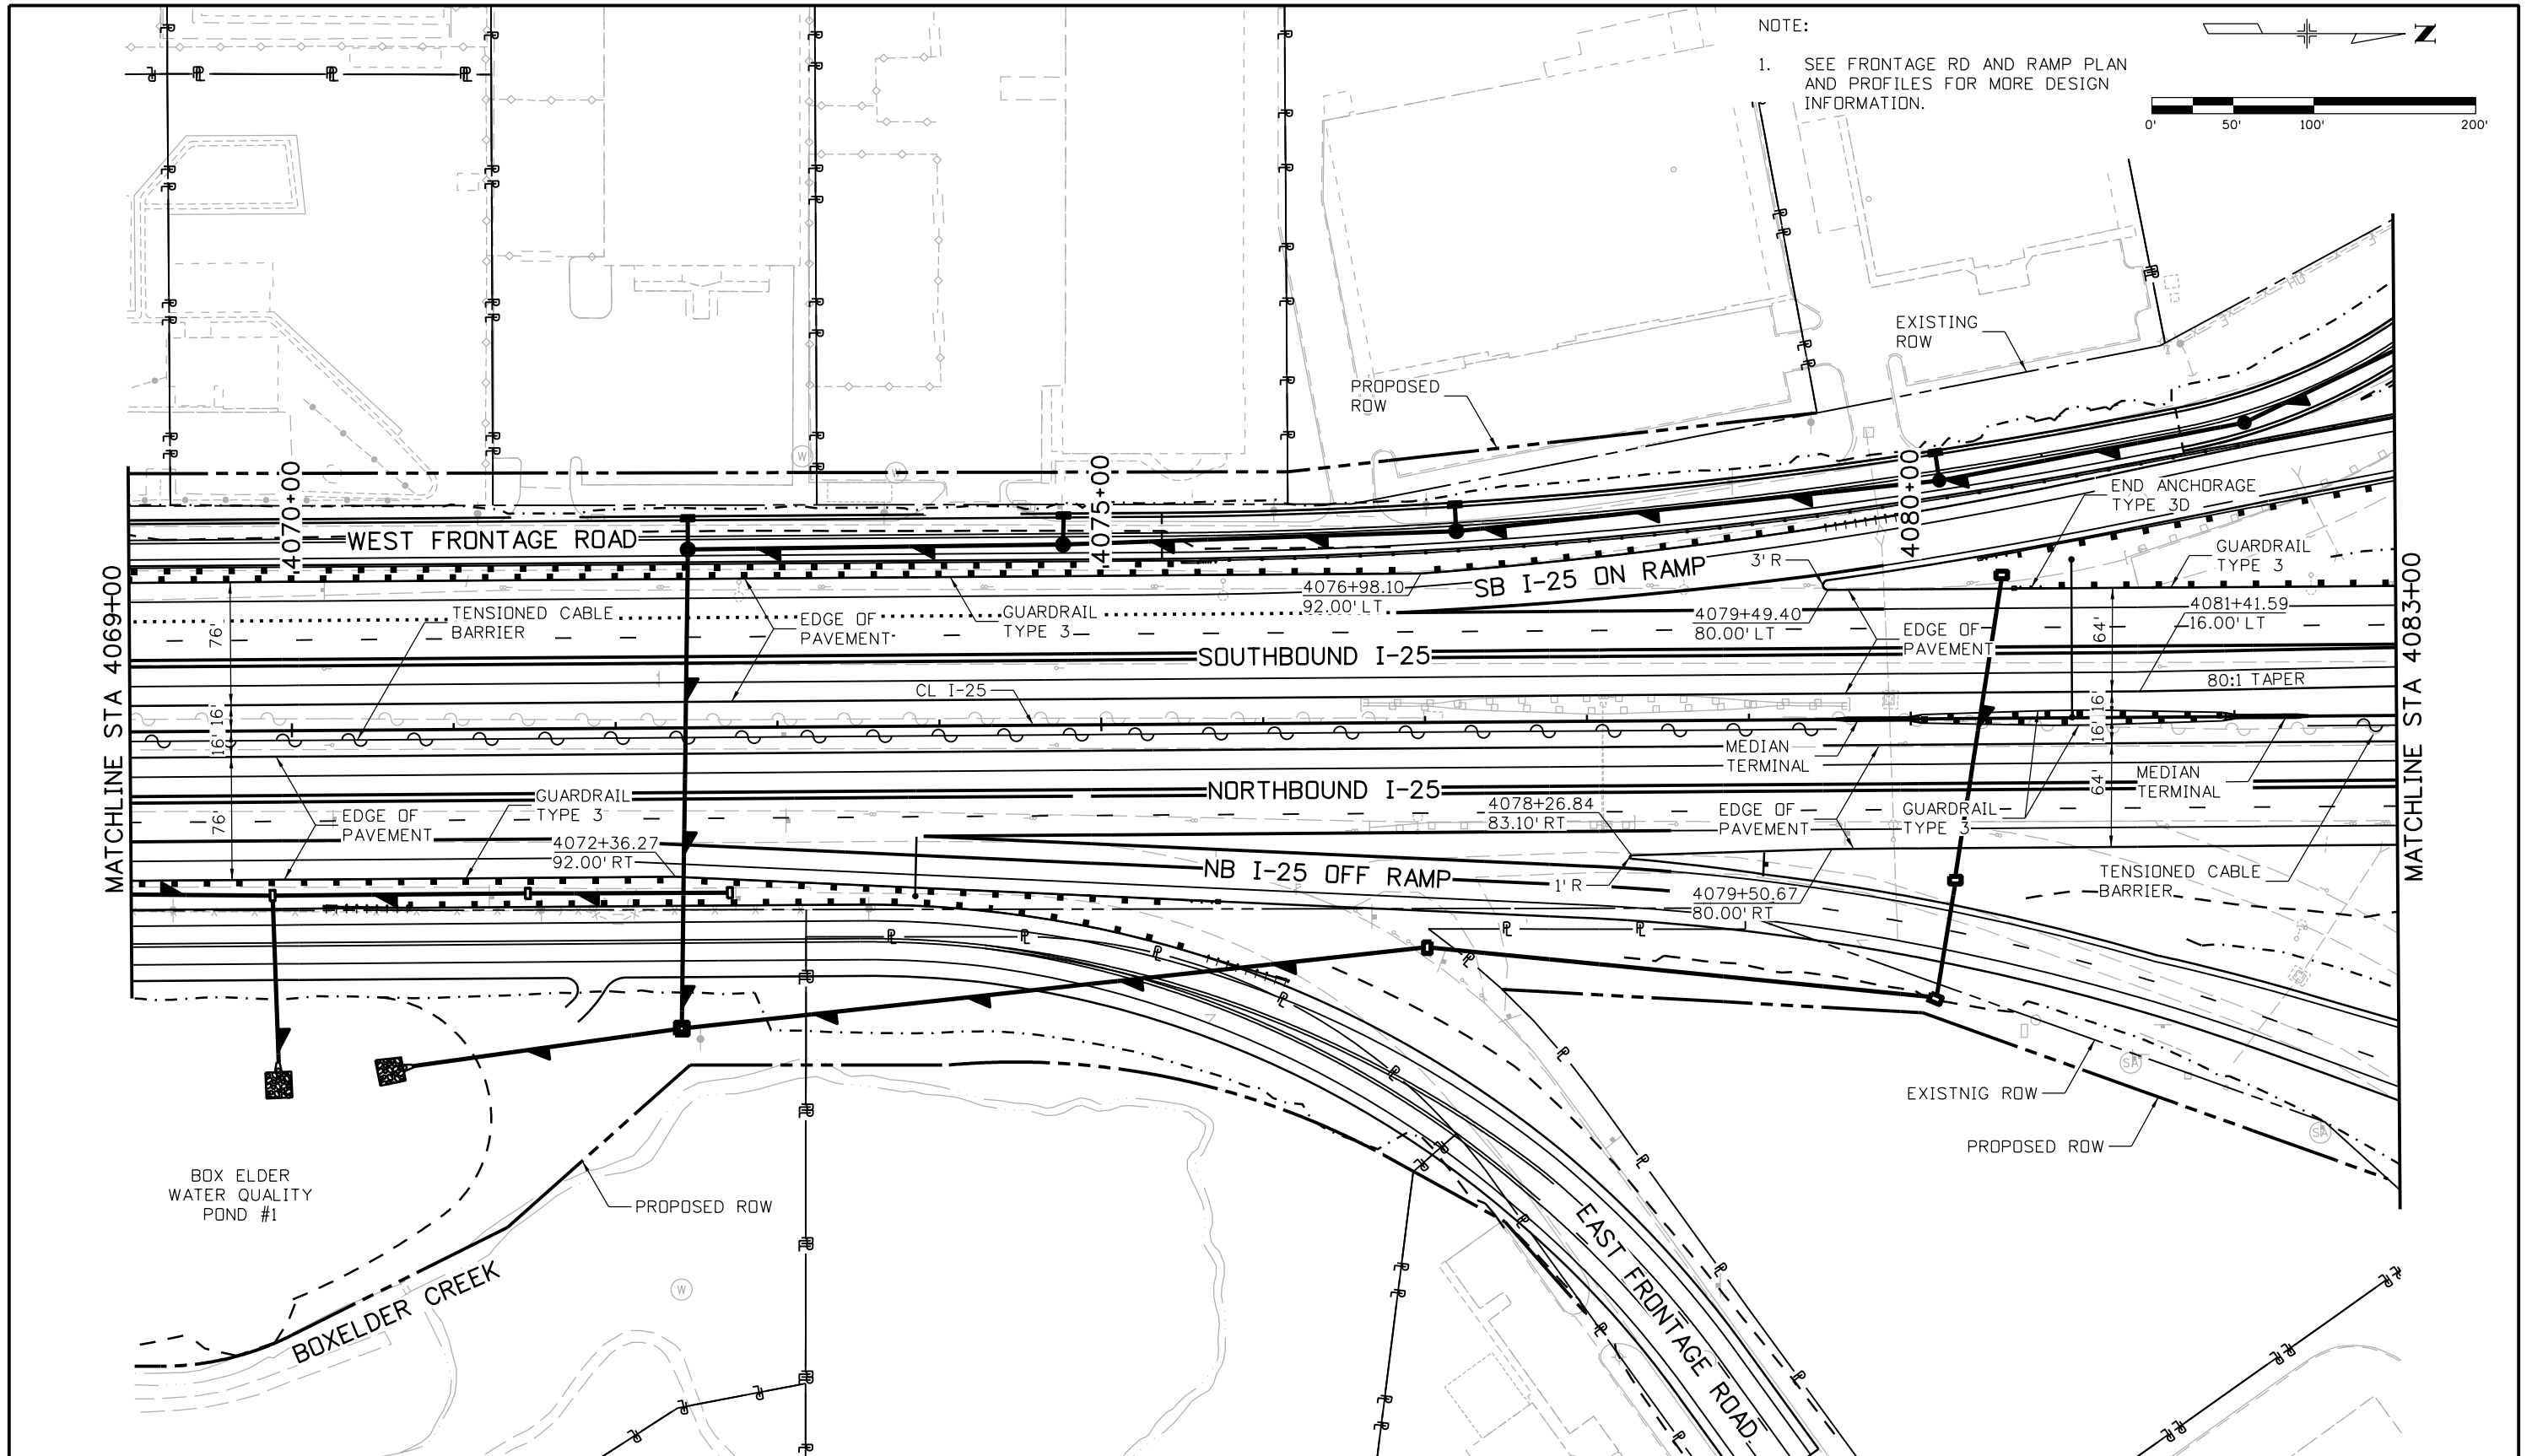 NOTE:
1. SEE FRONTAGE RD AND RAMP PLAN
AND PROFILES FOR MORE DESIGN
INFORMATION.
N
0' 50' 100' 200'
EXISTING
ROW
PROPOSED
ROW
4070+00
4075+00
4080+00
END ANCHORAGE
TYPE 3D
WEST FRONTAGE ROAD
GUARDRAIL
TYPE 3
3' R
SB I-25 ON RAMP
4076+98.10
92.00' LT
MATCHLINE STA 4069+00
MATCHLINE STA 4083+00
76'
TENSIONED CABLE
BARRIER
EDGE OF
PAVEMENT
GUARDRAIL
TYPE 3
4079+49.40
80.00' LT
EDGE OF
PAVEMENT
64'
4081+41.59
16.00' LT
SOUTHBOUND I-25
80:1 TAPER
CL I-25
16'
16'
16'
16'
MEDIAN
TERMINAL
MEDIAN
TERMINAL
64'
76'
NORTHBOUND I-25
GUARDRAIL
TYPE 3
EDGE OF
PAVEMENT
4078+26.84
83.10' RT
EDGE OF
PAVEMENT
GUARDRAIL
TYPE 3
4072+36.27
92.00' RT
NB I-25 OFF RAMP
1' R
4079+50.67
80.00' RT
TENSIONED CABLE
BARRIER
W
W
SA
SA
EXISTNIG ROW
PROPOSED ROW
BOX ELDER
WATER QUALITY
POND #1
PROPOSED ROW
W
BOXELDER CREEK
EAST FRONTAGE ROAD